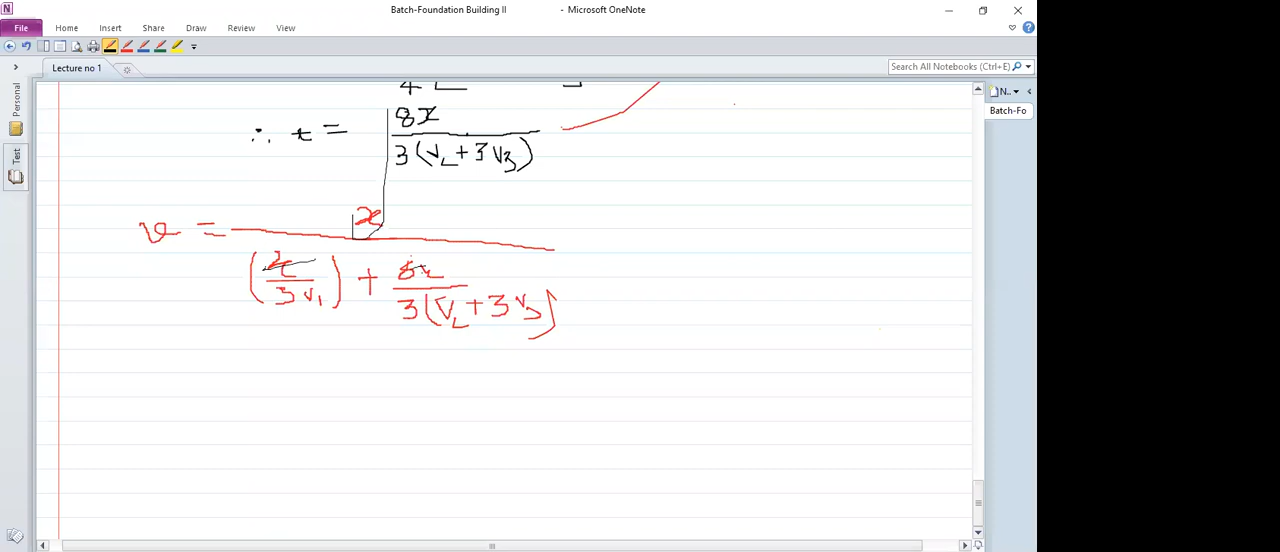 Batch-Foundation Building II - Microsoft OneNote
File Home Insert Share Draw Review View
Lecture no 1
Search All Notebooks (Ctrl+E)
Personal
Test
N..
Batch-Fo
∴ t = 8x / 3(V₂ + 3V₃)
v = x / ((x / 3V₁) + 8x / 3(V₂ + 3V₃))